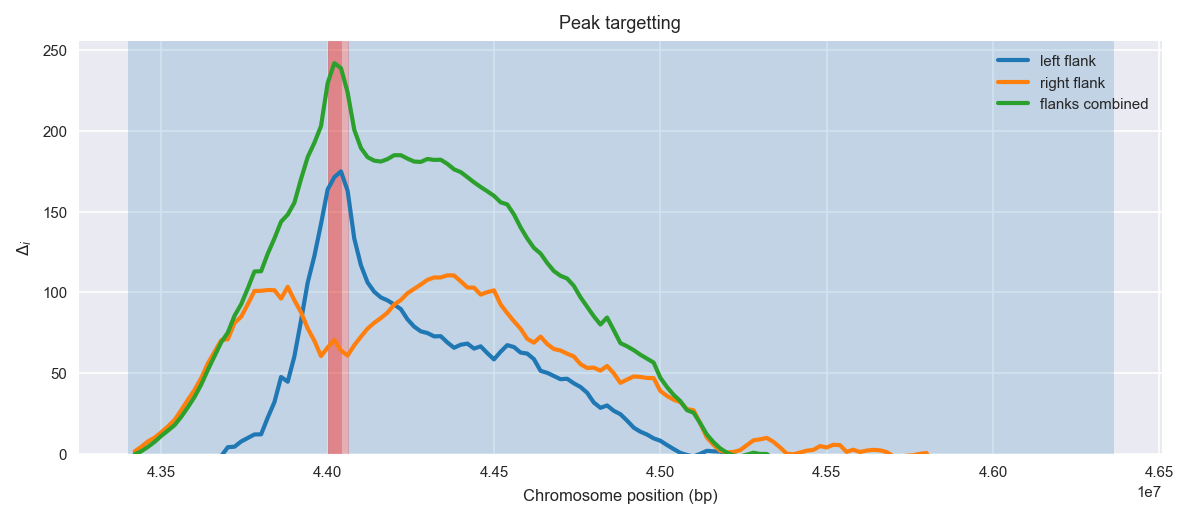 Peak targetting
250
200
150
100
50
0
Δi
left flank
right flank
flanks combined
4.35
4.40
4.45
4.50
4.55
4.60
4.65
1e7
Chromosome position (bp)